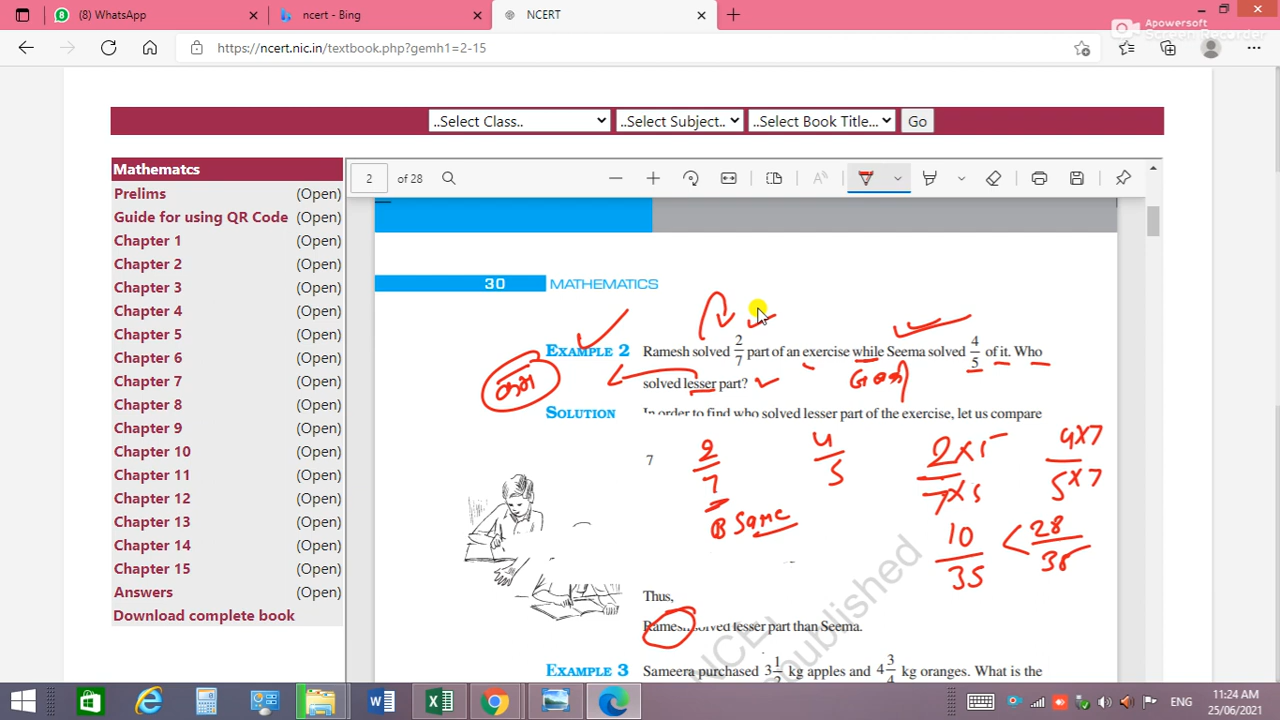 (8) WhatsApp
ncert - Bing
NCERT
Apowersoft
Screen Recorder
https://ncert.nic.in/textbook.php?gemh1=2-15
..Select Class..
..Select Subject..
..Select Book Title...
Go
Mathematcs
Prelims (Open)
Guide for using QR Code (Open)
Chapter 1 (Open)
Chapter 2 (Open)
Chapter 3 (Open)
Chapter 4 (Open)
Chapter 5 (Open)
Chapter 6 (Open)
Chapter 7 (Open)
Chapter 8 (Open)
Chapter 9 (Open)
Chapter 10 (Open)
Chapter 11 (Open)
Chapter 12 (Open)
Chapter 13 (Open)
Chapter 14 (Open)
Chapter 15 (Open)
Answers (Open)
Download complete book
2 of 28
30 MATHEMATICS
EXAMPLE 2 Ramesh solved 2/7 part of an exercise while Seema solved 4/5 of it. Who
solved lesser part?
SOLUTION In order to find who solved lesser part of the exercise, let us compare
7
2/7 4/5 2×5/7×5 4×7/5×7
Same
10/35 < 28/35
Thus,
Ramesh solved lesser part than Seema.
EXAMPLE 3 Sameera purchased 3 1/2 kg apples and 4 3/4 kg oranges. What is the
ENG
11:24 AM
25/06/2021